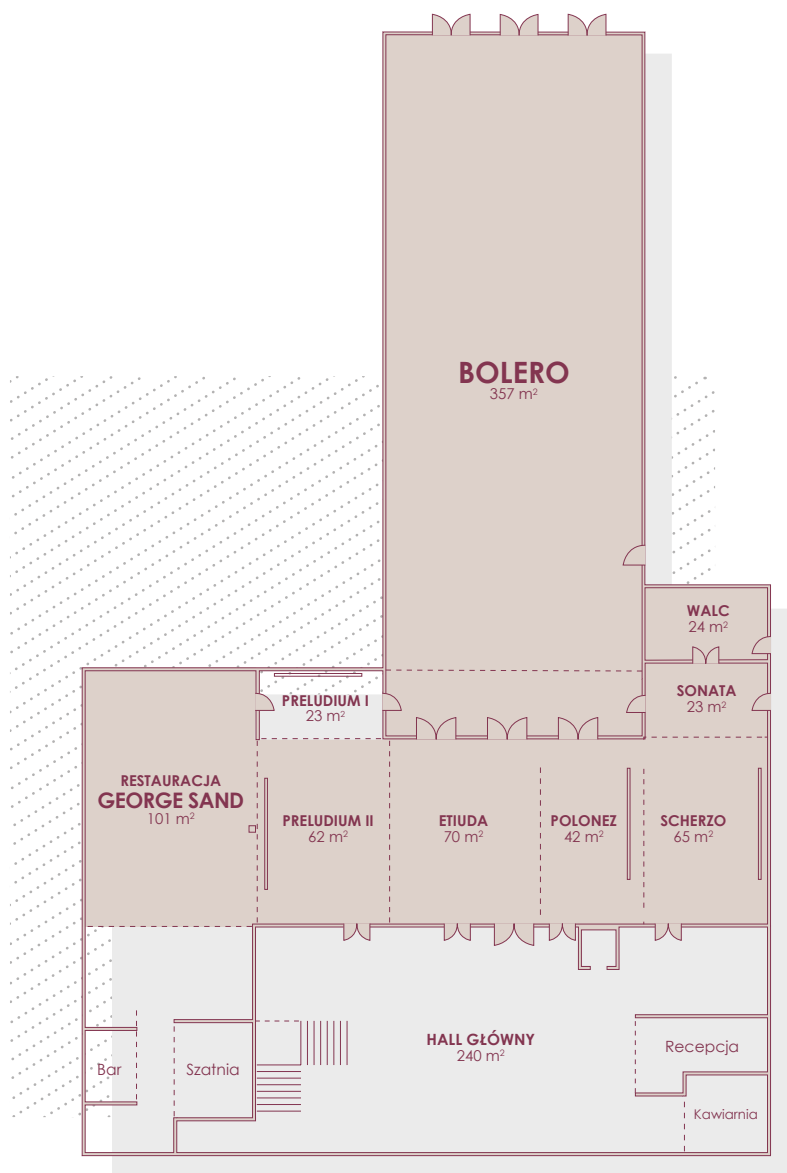 BOLERO
357 m²
WALC
24 m²
SONATA
23 m²
PRELUDIUM I
23 m²
RESTAURACJA
GEORGE SAND
101 m²
PRELUDIUM II
62 m²
ETIUDA
70 m²
POLONEZ
42 m²
SCHERZO
65 m²
HALL GŁÓWNY
240 m²
Recepcja
Bar
Szatnia
Kawiarnia